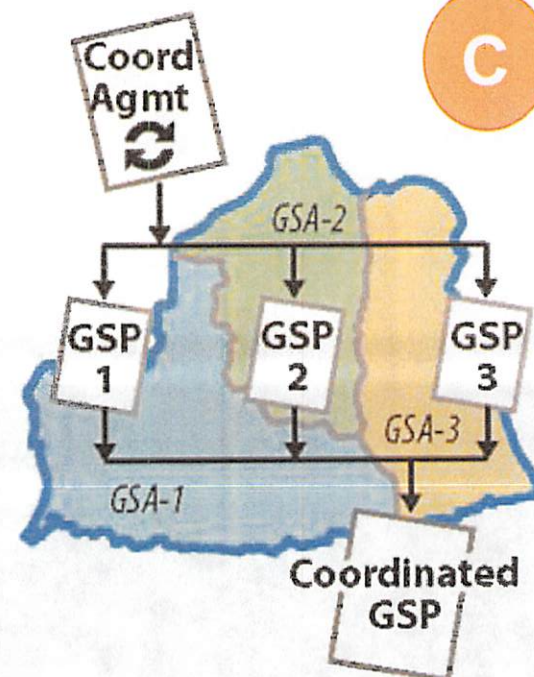 C
Coord
Agmt
GSA-2
GSP
1
GSP
2
GSP
3
GSA-3
GSA-1
Coordinated
GSP